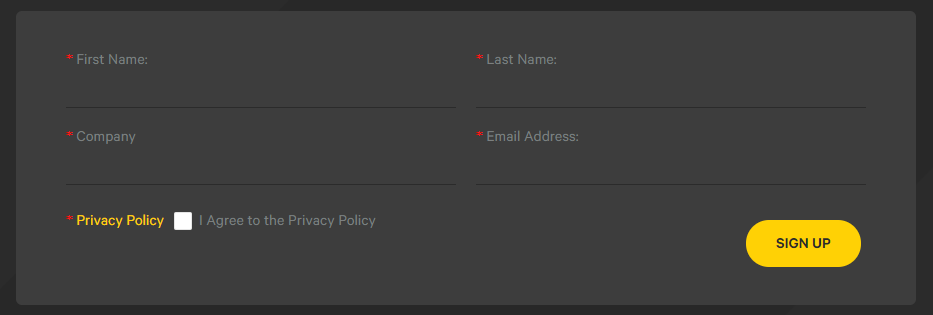 * First Name:
* Last Name:
* Company
* Email Address:
* Privacy Policy I Agree to the Privacy Policy
SIGN UP